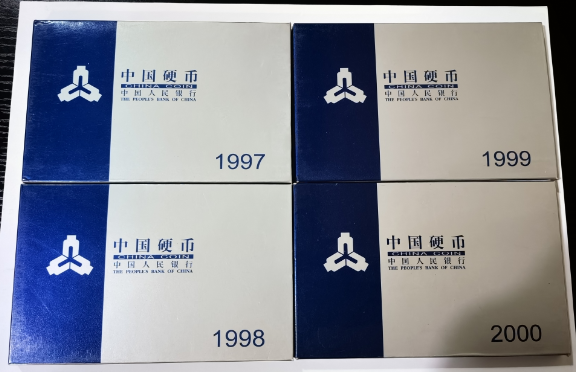 中国硬币
CHINA COIN
中国人民银行
THE PEOPLE'S BANK OF CHINA
1997
中国硬币
CHINA COIN
中国人民银行
THE PEOPLE'S BANK OF CHINA
1999
中国硬币
CHINA COIN
中国人民银行
THE PEOPLE'S BANK OF CHINA
1998
中国硬币
CHINA COIN
中国人民银行
THE PEOPLE'S BANK OF CHINA
2000